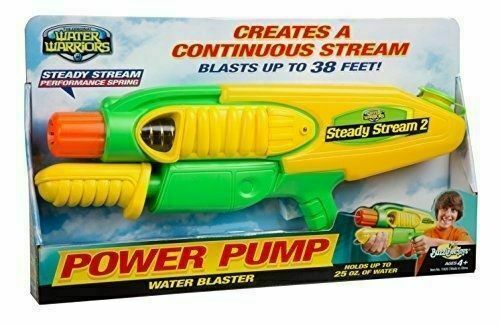 WATER
WARRIORS
STEADY STREAM
PERFORMANCE SPRING
CREATES A
CONTINUOUS STREAM
BLASTS UP TO 38 FEET!
Steady Stream 2
POWER PUMP
WATER BLASTER
HOLDS UP TO
25 OZ. OF WATER
BuzzBeeToys
AGES 4+